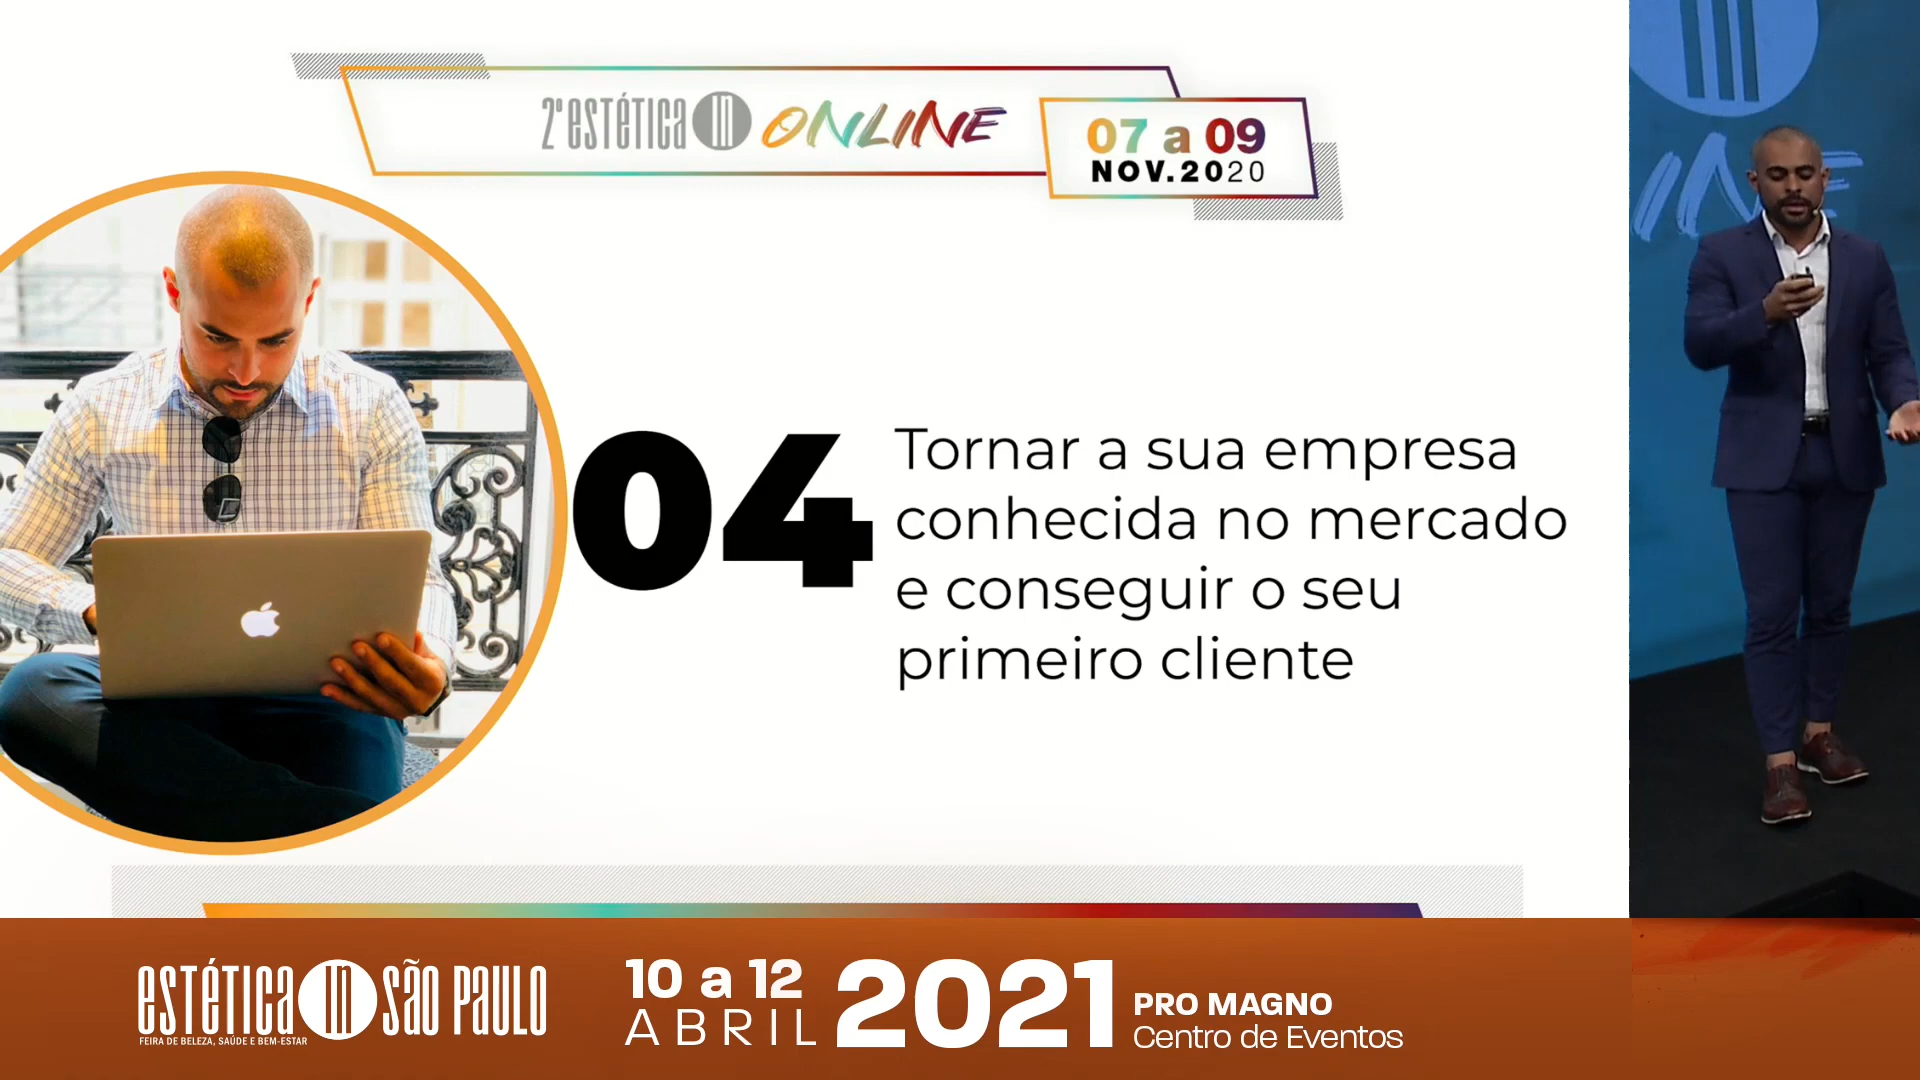 2ª estética in ONLINE
07 a 09
NOV.2020
04
Tornar a sua empresa
conhecida no mercado
e conseguir o seu
primeiro cliente
estética in são paulo
FEIRA DE BELEZA, SAÚDE E BEM-ESTAR
10 a 12
ABRIL
2021
PRO MAGNO
Centro de Eventos